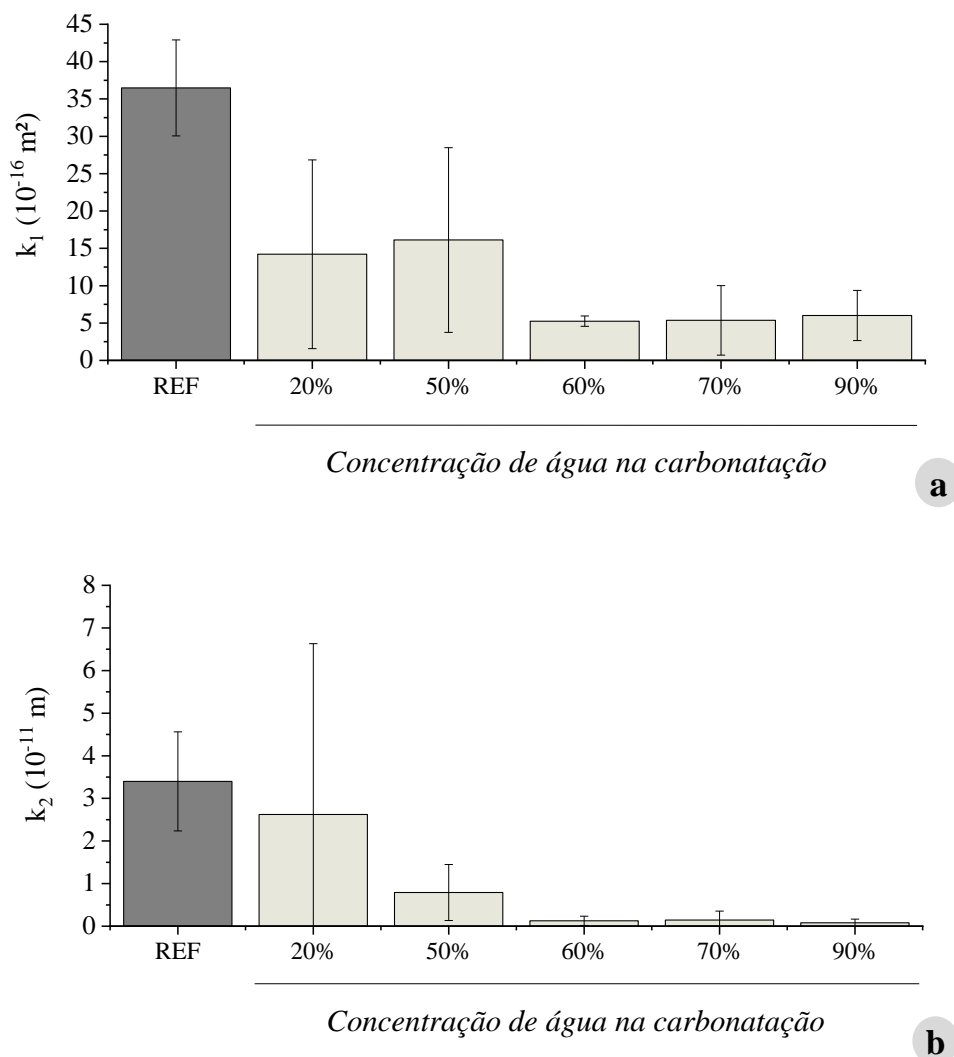 45
40
35
30
25
20
15
10
5
0
k₁ (10⁻¹⁶ m²)
REF 20% 50% 60% 70% 90%
Concentração de água na carbonatação
a
8
7
6
5
4
3
2
1
0
k₂ (10⁻¹¹ m)
REF 20% 50% 60% 70% 90%
Concentração de água na carbonatação
b